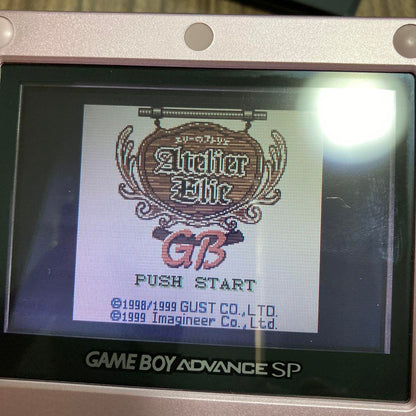 エリーのアトリエ
Atelier
Elie
GB
PUSH START
©1998/1999 GUST CO.,LTD.
©1999 Imagineer Co.,Ltd.
GAME BOY ADVANCE SP